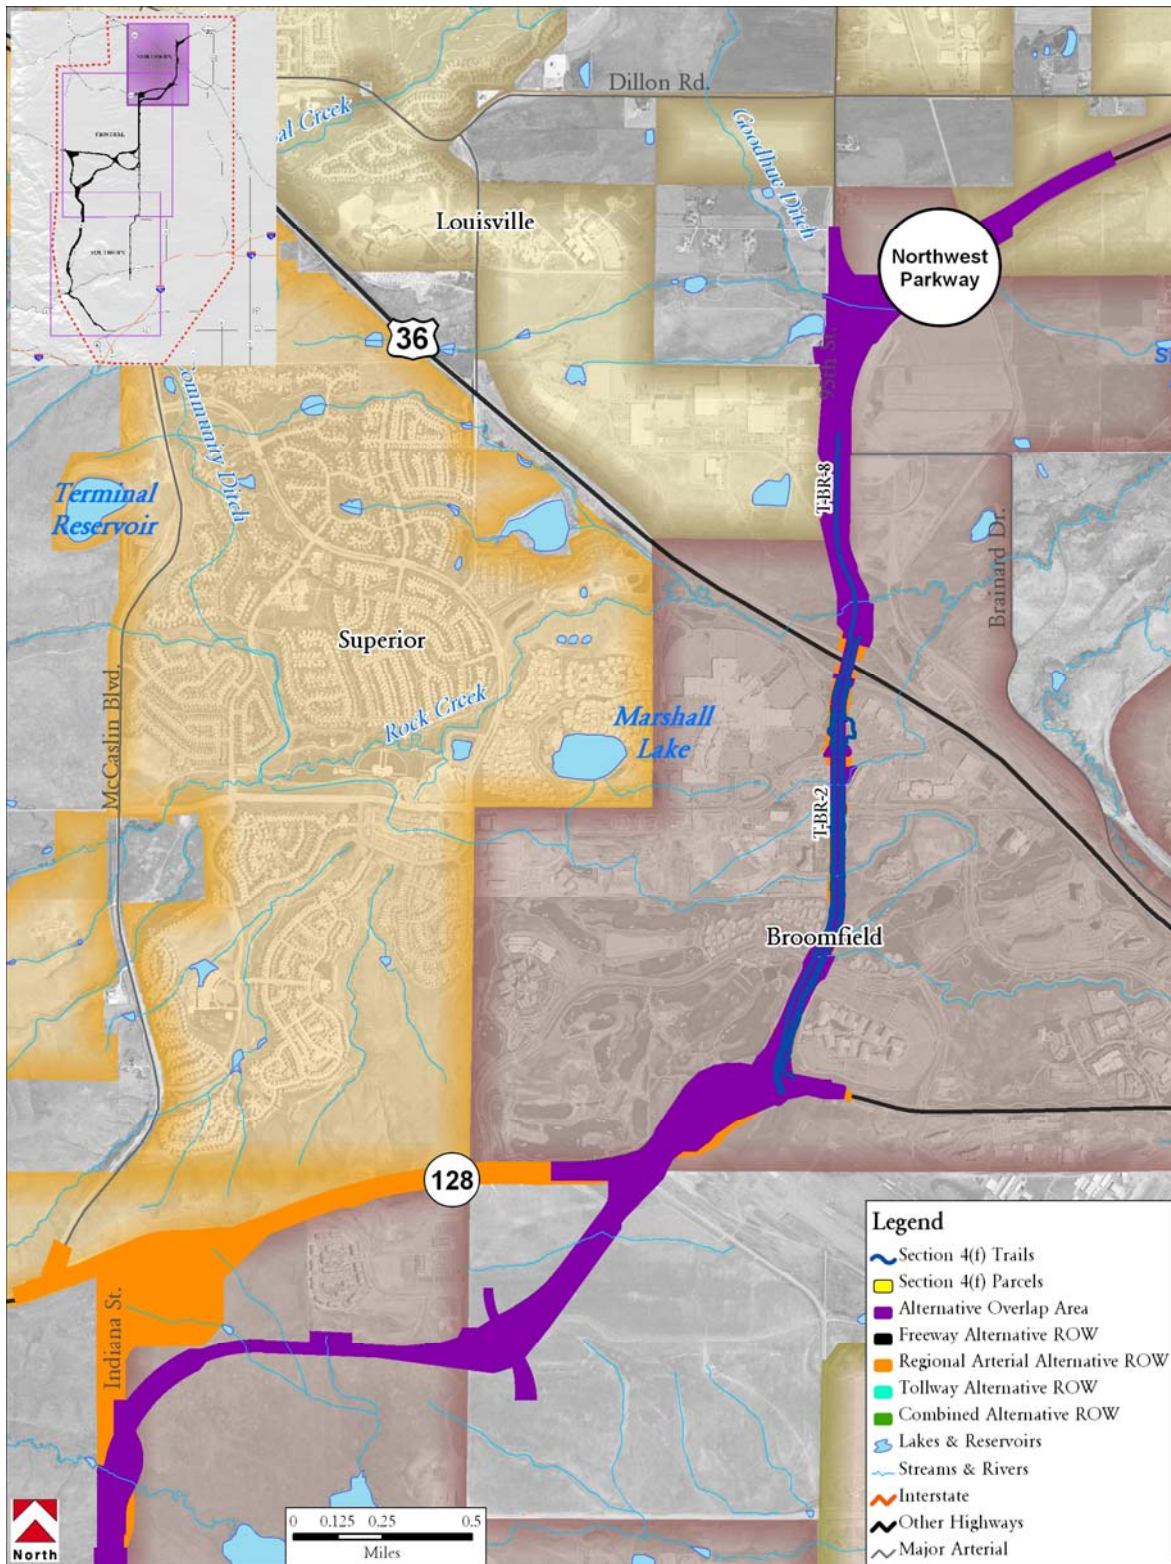 NORTHERN
CENTRAL
SOUTHERN
Dillon Rd.
Goodhue Ditch
Louisville
Northwest
Parkway
36
95th St.
Community Ditch
Terminal
Reservoir
T-BR-8
Brainard Dr.
Superior
McCaslin Blvd.
Rock Creek
Marshall
Lake
T-BR-2
Broomfield
128
Indiana St.
Legend
Section 4(f) Trails
Section 4(f) Parcels
Alternative Overlap Area
Freeway Alternative ROW
Regional Arterial Alternative ROW
Tollway Alternative ROW
Combined Alternative ROW
Lakes & Reservoirs
Streams & Rivers
Interstate
Other Highways
Major Arterial
North
0 0.125 0.25 0.5
Miles